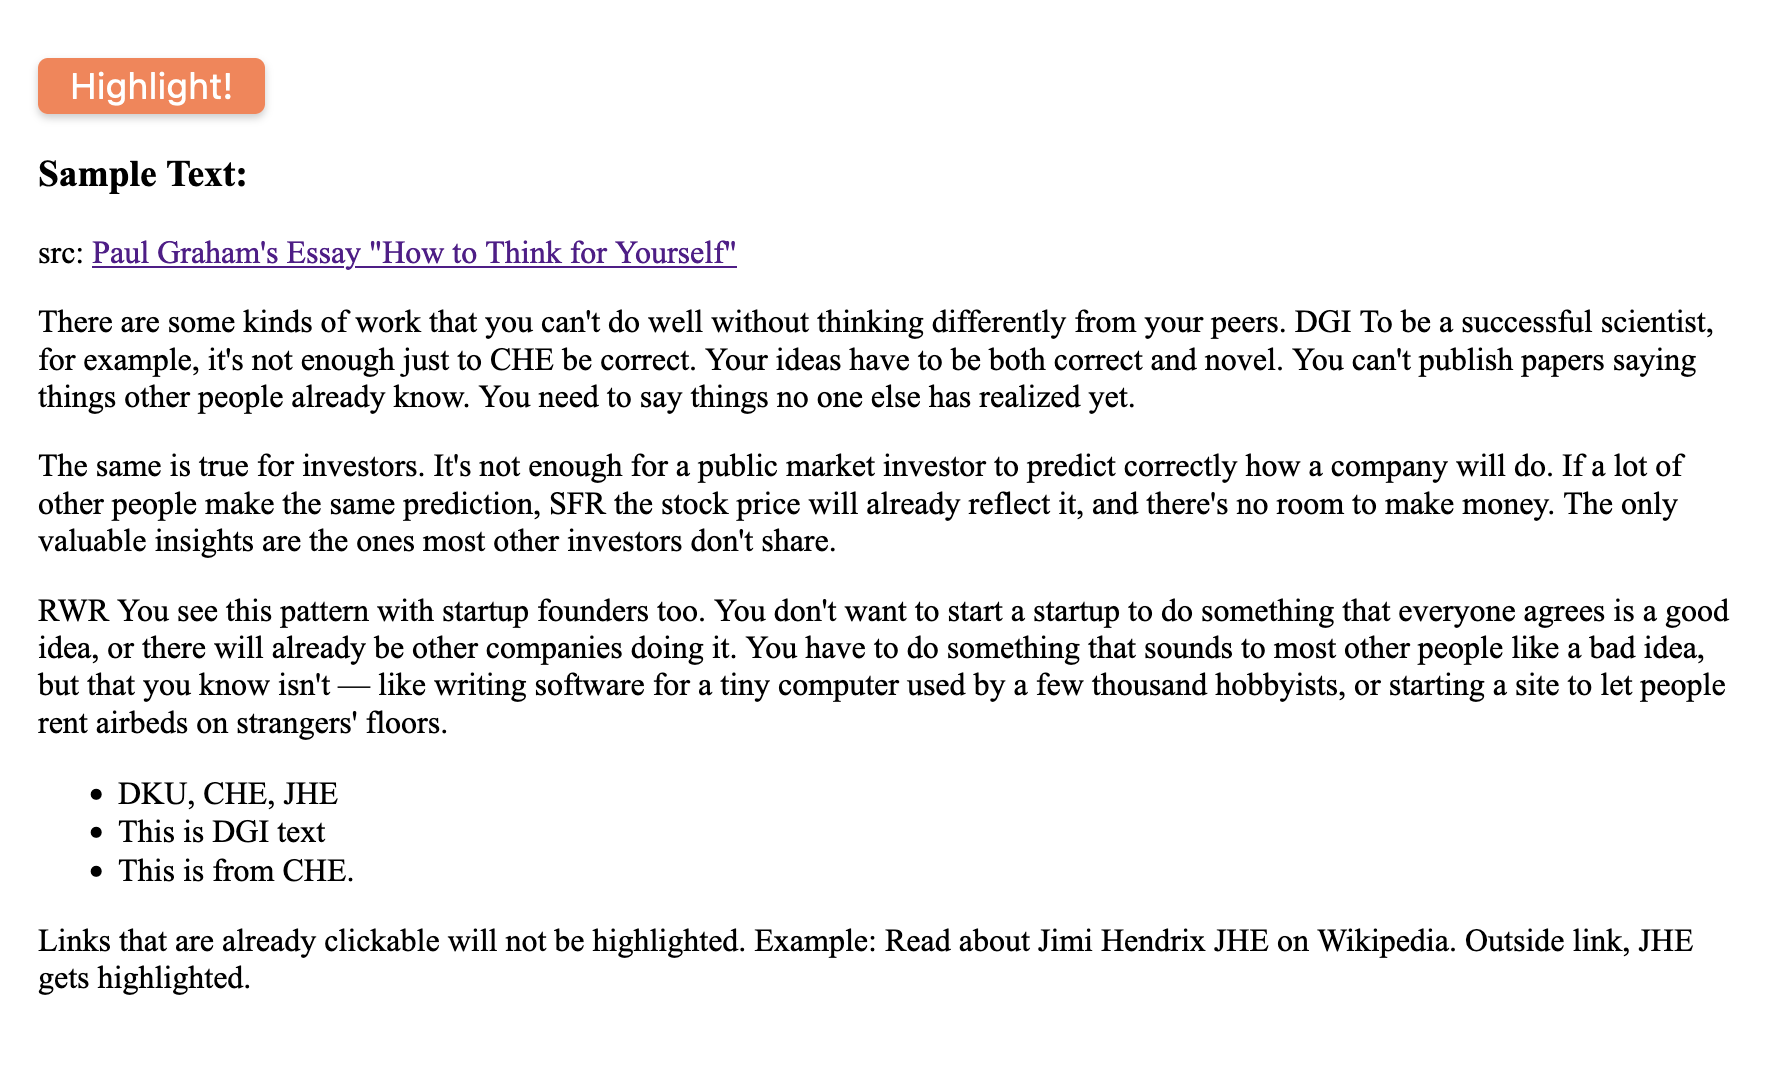 Highlight!
Sample Text:
src: Paul Graham's Essay "How to Think for Yourself"
There are some kinds of work that you can't do well without thinking differently from your peers. DGI To be a successful scientist,
for example, it's not enough just to CHE be correct. Your ideas have to be both correct and novel. You can't publish papers saying
things other people already know. You need to say things no one else has realized yet.
The same is true for investors. It's not enough for a public market investor to predict correctly how a company will do. If a lot of
other people make the same prediction, SFR the stock price will already reflect it, and there's no room to make money. The only
valuable insights are the ones most other investors don't share.
RWR You see this pattern with startup founders too. You don't want to start a startup to do something that everyone agrees is a good
idea, or there will already be other companies doing it. You have to do something that sounds to most other people like a bad idea,
but that you know isn't — like writing software for a tiny computer used by a few thousand hobbyists, or starting a site to let people
rent airbeds on strangers' floors.
• DKU, CHE, JHE
• This is DGI text
• This is from CHE.
Links that are already clickable will not be highlighted. Example: Read about Jimi Hendrix JHE on Wikipedia. Outside link, JHE
gets highlighted.